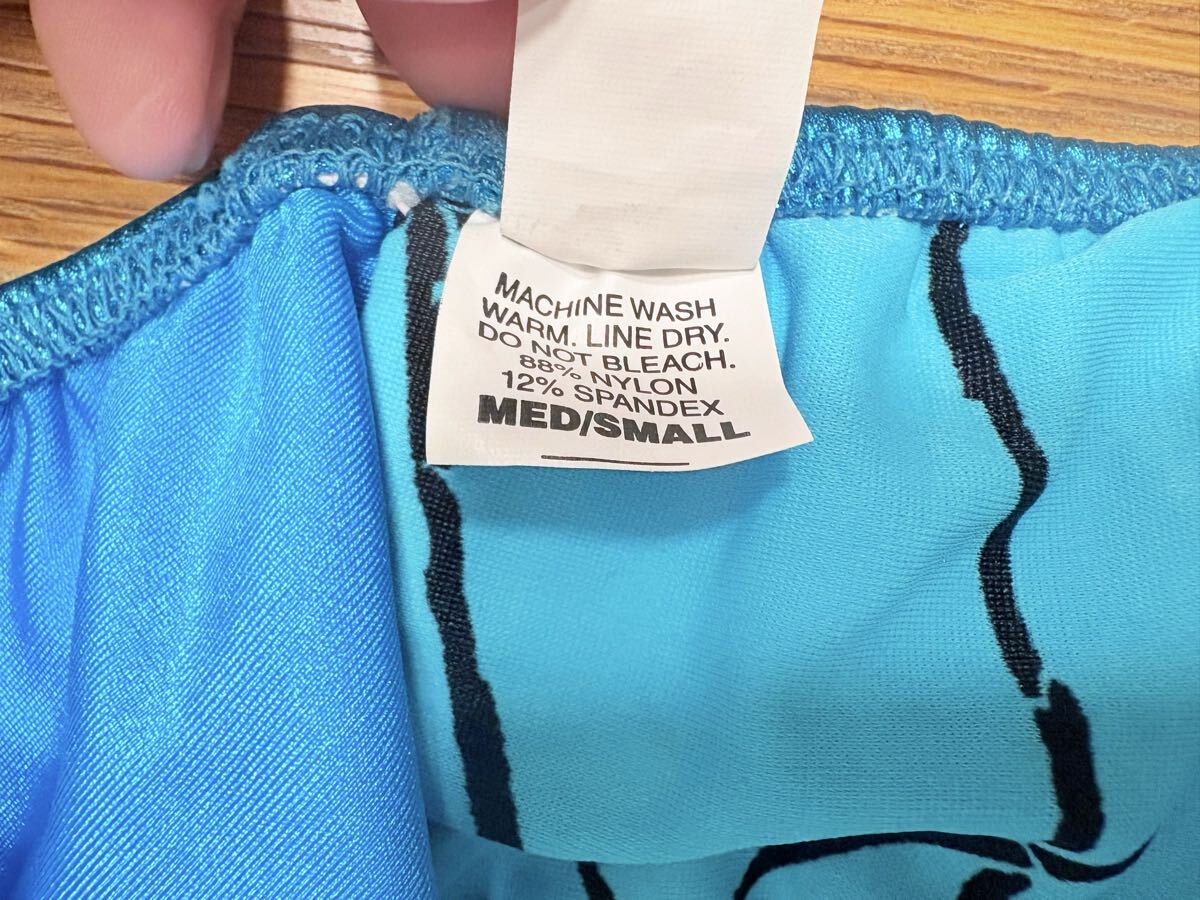 MACHINE WASH
WARM. LINE DRY.
DO NOT BLEACH.
88% NYLON
12% SPANDEX
MED/SMALL